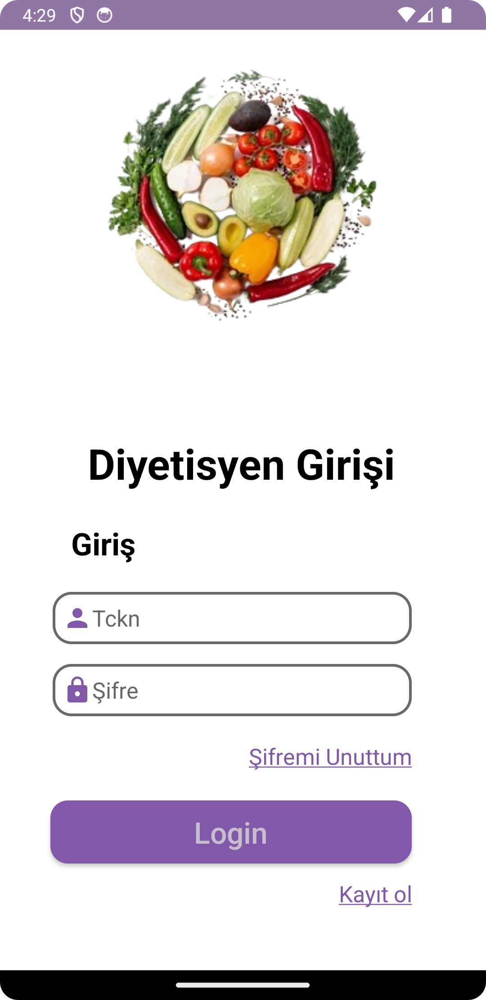 4:29
Diyetisyen Girişi
Giriş
Tckn
Şifre
Şifremi Unuttum
Login
Kayıt ol